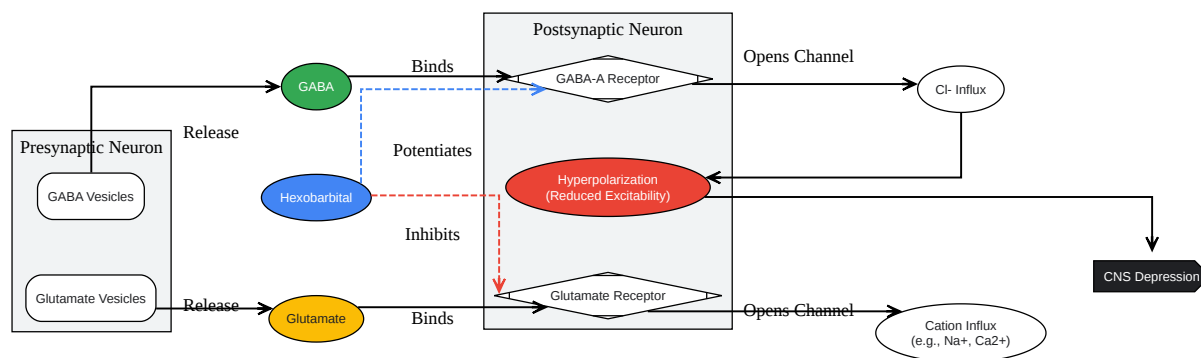 Postsynaptic Neuron
Binds
Opens Channel
GABA
GABA-A Receptor
Cl- Influx
Release
Presynaptic Neuron
Potentiates
GABA Vesicles
Hexobarbital
Hyperpolarization
(Reduced Excitability)
Inhibits
CNS Depression
Glutamate Vesicles
Release
Glutamate
Binds
Glutamate Receptor
Opens Channel
Cation Influx
(e.g., Na+, Ca2+)